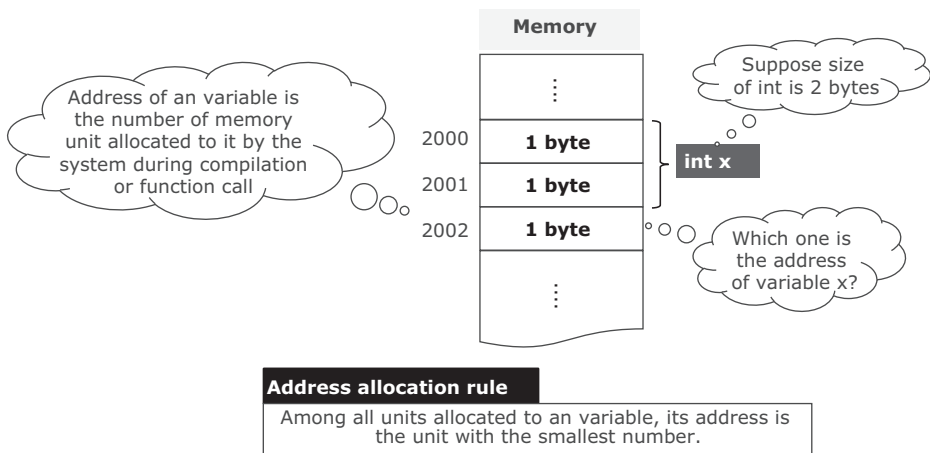 Memory
Address of an variable is
the number of memory
unit allocated to it by the
system during compilation
or function call
Suppose size
of int is 2 bytes
⋮
2000
1 byte
int x
2001
1 byte
2002
1 byte
Which one is
the address
of variable x?
⋮
Address allocation rule
Among all units allocated to an variable, its address is
the unit with the smallest number.